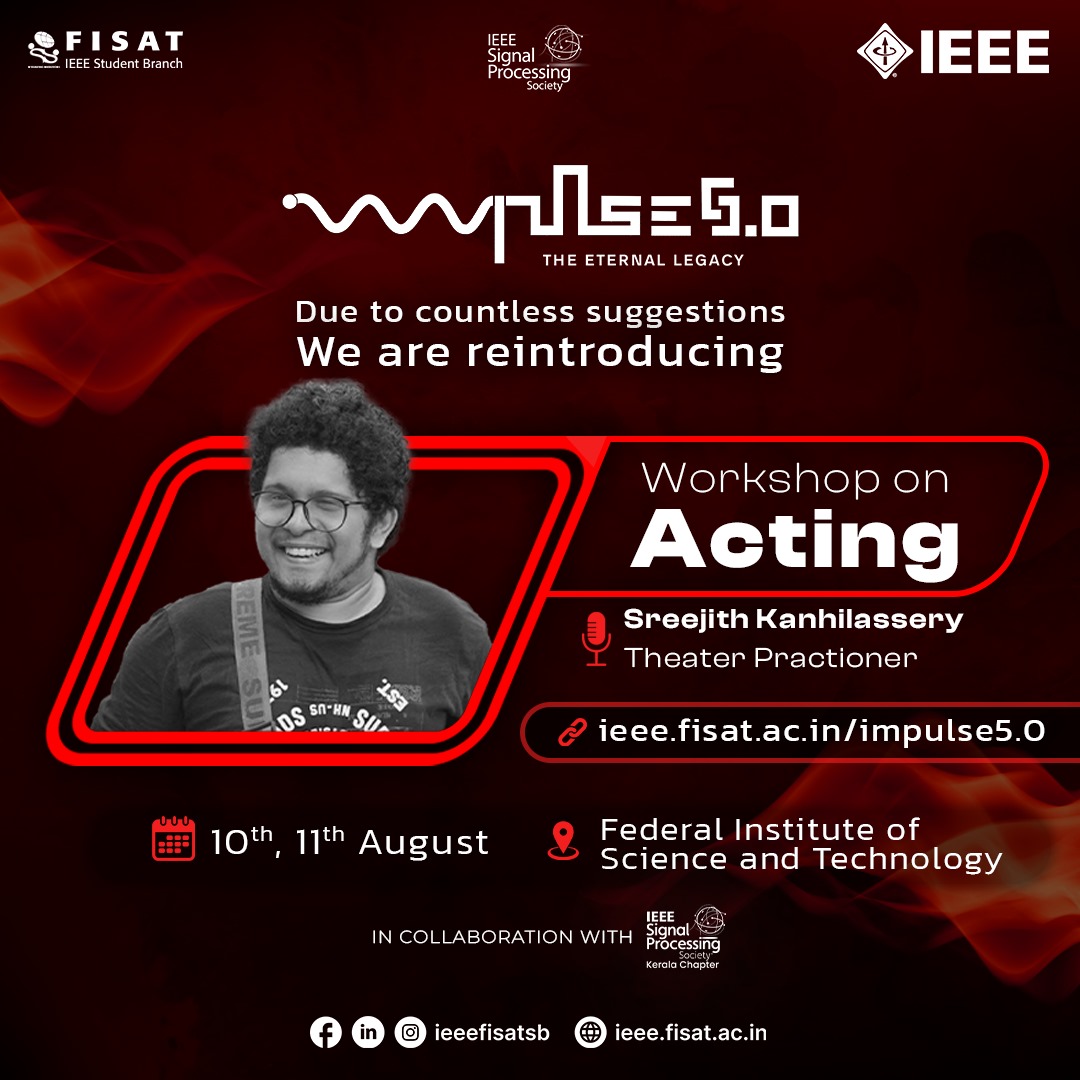 FISAT
IEEE Student Branch
IEEE
Signal
Processing
Society
IEEE
impulse 5.0
THE ETERNAL LEGACY
Due to countless suggestions
We are reintroducing
Workshop on
Acting
Sreejith Kanhilassery
Theater Practioner
ieee.fisat.ac.in/impulse5.0
10th, 11th August
Federal Institute of
Science and Technology
IN COLLABORATION WITH
IEEE
Signal
Processing
Society
Kerala Chapter
ieeefisatsb
ieee.fisat.ac.in